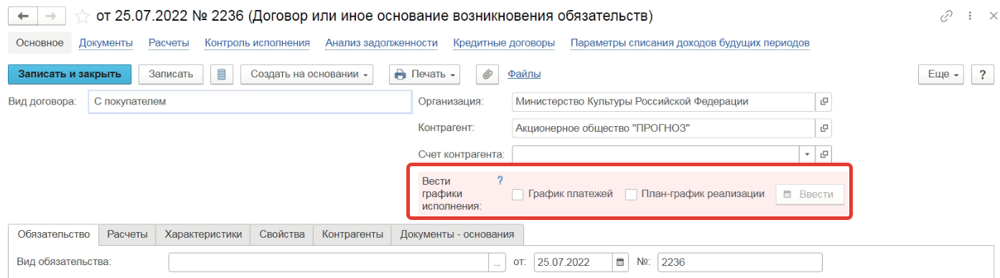 от 25.07.2022 № 2236 (Договор или иное основание возникновения обязательств)
Основное Документы Расчеты Контроль исполнения Анализ задолженности Кредитные договоры Параметры списания доходов будущих периодов
Записать и закрыть Записать Создать на основании Печать Файлы Еще ?
Вид договора: С покупателем Организация: Министерство Культуры Российской Федерации
Контрагент: Акционерное общество "ПРОГНОЗ"
Счет контрагента:
Вести ?
графики График платежей План-график реализации Ввести
исполнения:
Обязательство Расчеты Характеристики Свойства Контрагенты Документы - основания
Вид обязательства: ... от: 25.07.2022 №: 2236